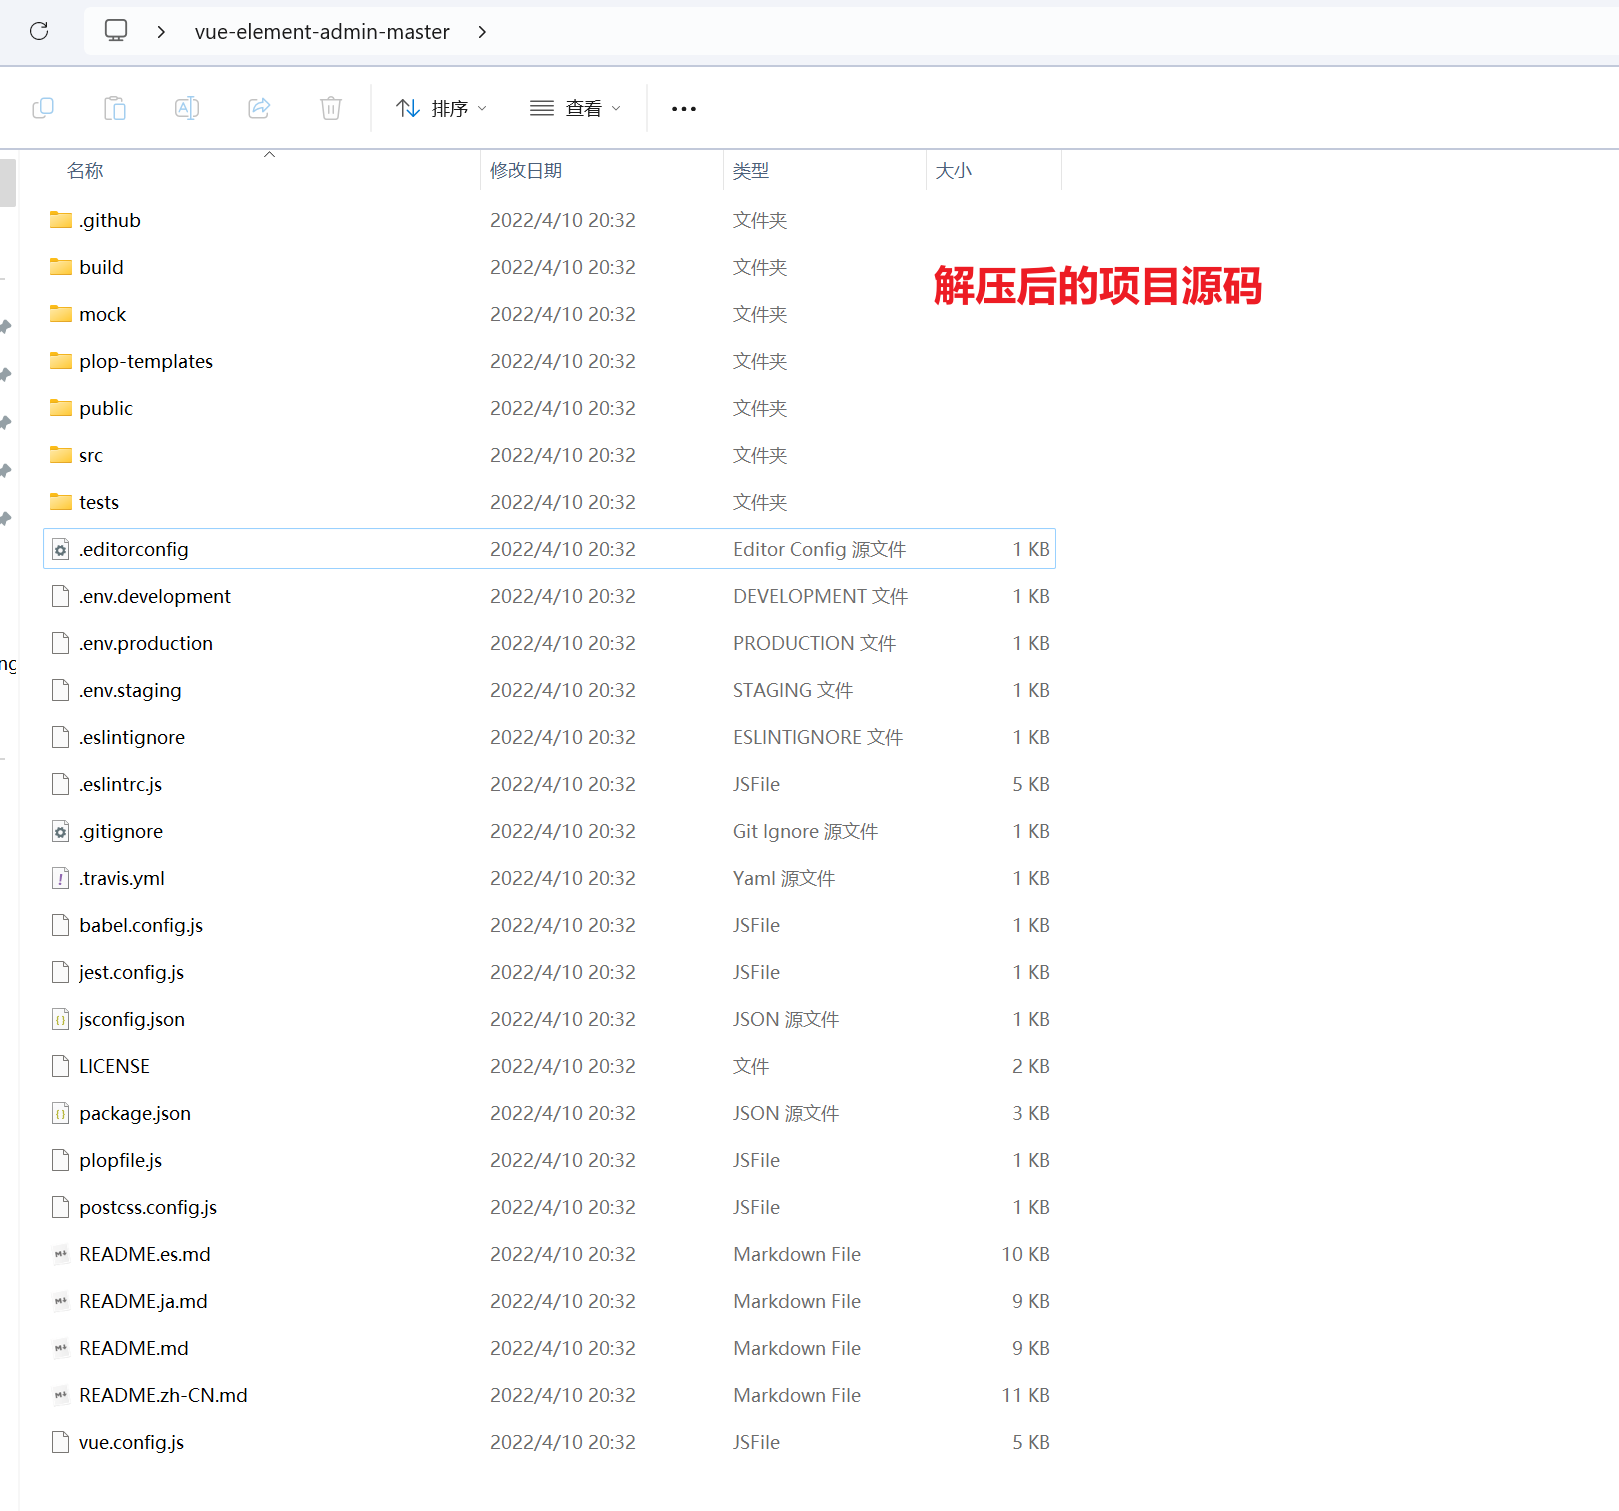 vue-element-admin-master
排序 查看
名称 修改日期 类型 大小
.github 2022/4/10 20:32 文件夹
build 2022/4/10 20:32 文件夹
解压后的项目源码
mock 2022/4/10 20:32 文件夹
plop-templates 2022/4/10 20:32 文件夹
public 2022/4/10 20:32 文件夹
src 2022/4/10 20:32 文件夹
tests 2022/4/10 20:32 文件夹
.editorconfig 2022/4/10 20:32 Editor Config 源文件 1 KB
.env.development 2022/4/10 20:32 DEVELOPMENT 文件 1 KB
.env.production 2022/4/10 20:32 PRODUCTION 文件 1 KB
.env.staging 2022/4/10 20:32 STAGING 文件 1 KB
.eslintignore 2022/4/10 20:32 ESLINTIGNORE 文件 1 KB
.eslintrc.js 2022/4/10 20:32 JSFile 5 KB
.gitignore 2022/4/10 20:32 Git Ignore 源文件 1 KB
.travis.yml 2022/4/10 20:32 Yaml 源文件 1 KB
babel.config.js 2022/4/10 20:32 JSFile 1 KB
jest.config.js 2022/4/10 20:32 JSFile 1 KB
jsconfig.json 2022/4/10 20:32 JSON 源文件 1 KB
LICENSE 2022/4/10 20:32 文件 2 KB
package.json 2022/4/10 20:32 JSON 源文件 3 KB
plopfile.js 2022/4/10 20:32 JSFile 1 KB
postcss.config.js 2022/4/10 20:32 JSFile 1 KB
README.es.md 2022/4/10 20:32 Markdown File 10 KB
README.ja.md 2022/4/10 20:32 Markdown File 9 KB
README.md 2022/4/10 20:32 Markdown File 9 KB
README.zh-CN.md 2022/4/10 20:32 Markdown File 11 KB
vue.config.js 2022/4/10 20:32 JSFile 5 KB